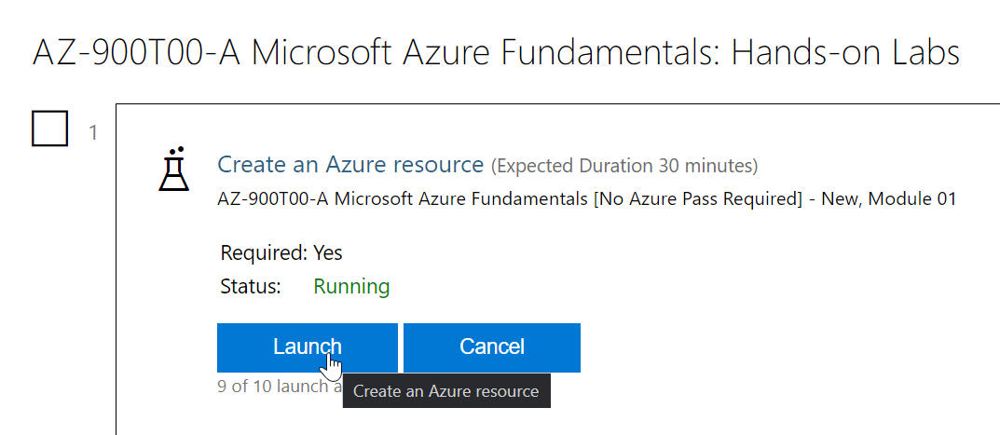 AZ-900T00-A Microsoft Azure Fundamentals: Hands-on Labs
1
Create an Azure resource (Expected Duration 30 minutes)
AZ-900T00-A Microsoft Azure Fundamentals [No Azure Pass Required] - New, Module 01
Required: Yes
Status: Running
Launch Cancel
9 of 10 launch
Create an Azure resource